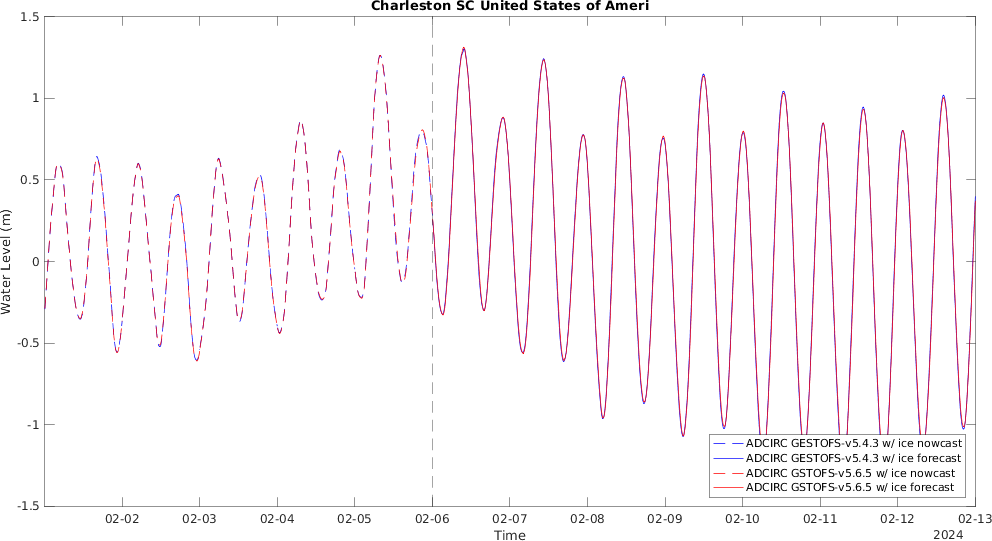 Charleston SC United States of Ameri
1.5
1
0.5
0
-0.5
-1
-1.5
Water Level (m)
ADCIRC GESTOFS-v5.4.3 w/ ice nowcast
ADCIRC GESTOFS-v5.4.3 w/ ice forecast
ADCIRC GSTOFS-v5.6.5 w/ ice nowcast
ADCIRC GSTOFS-v5.6.5 w/ ice forecast
02-02 02-03 02-04 02-05 02-06 02-07 02-08 02-09 02-10 02-11 02-12 02-13
Time
2024